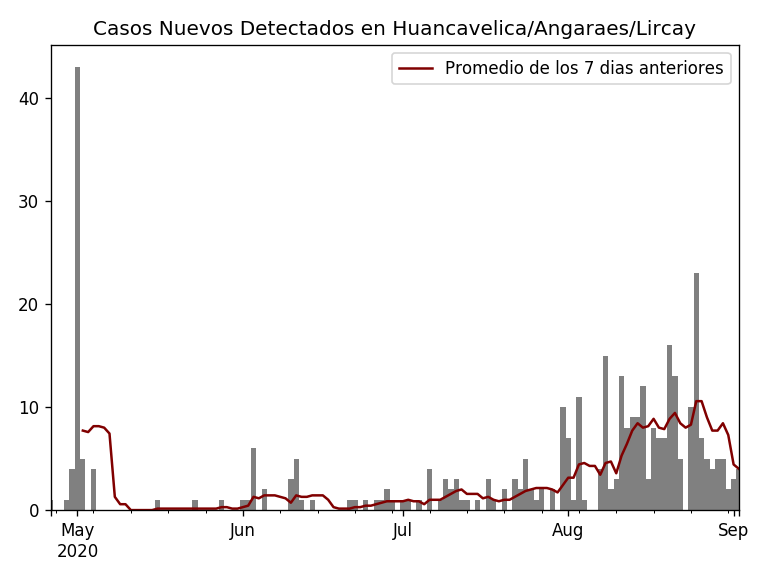 Casos Nuevos Detectados en Huancavelica/Angaraes/Lircay
Promedio de los 7 dias anteriores
40
30
20
10
0
May Jun Jul Aug Sep
2020